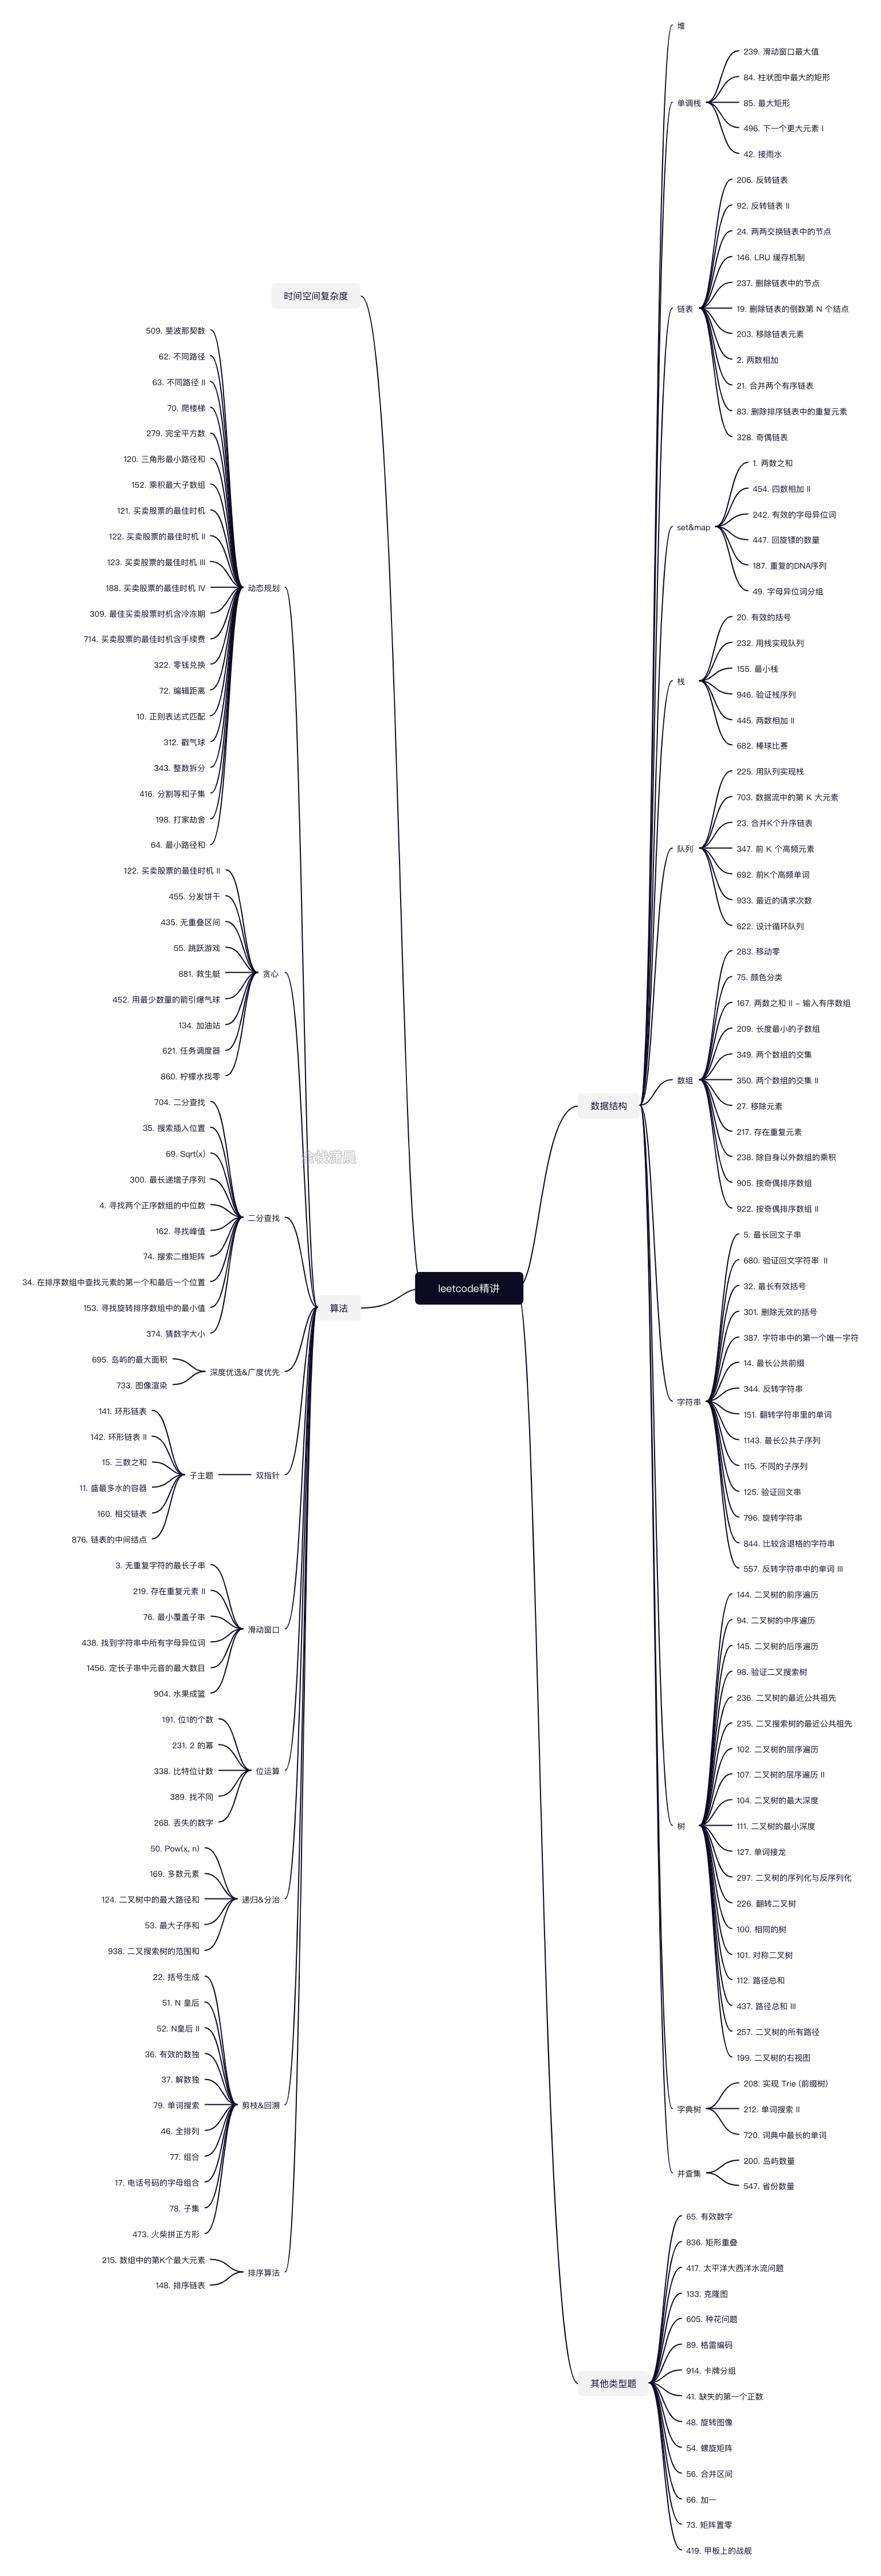 leetcode精讲
时间空间复杂度
算法
动态规划
509. 斐波那契数
62. 不同路径
63. 不同路径 II
70. 爬楼梯
279. 完全平方数
120. 三角形最小路径和
152. 乘积最大子数组
121. 买卖股票的最佳时机
122. 买卖股票的最佳时机 II
123. 买卖股票的最佳时机 III
188. 买卖股票的最佳时机 IV
309. 最佳买卖股票时机含冷冻期
714. 买卖股票的最佳时机含手续费
322. 零钱兑换
72. 编辑距离
10. 正则表达式匹配
312. 戳气球
343. 整数拆分
416. 分割等和子集
198. 打家劫舍
64. 最小路径和
贪心
122. 买卖股票的最佳时机 II
455. 分发饼干
435. 无重叠区间
55. 跳跃游戏
881. 救生艇
452. 用最少数量的箭引爆气球
134. 加油站
621. 任务调度器
860. 柠檬水找零
二分查找
704. 二分查找
35. 搜索插入位置
69. Sqrt(x)
300. 最长递增子序列
4. 寻找两个正序数组的中位数
162. 寻找峰值
74. 搜索二维矩阵
34. 在排序数组中查找元素的第一个和最后一个位置
153. 寻找旋转排序数组中的最小值
374. 猜数字大小
深度优选&广度优先
695. 岛屿的最大面积
733. 图像渲染
双指针
子主题
141. 环形链表
142. 环形链表 II
15. 三数之和
11. 盛最多水的容器
160. 相交链表
876. 链表的中间结点
滑动窗口
3. 无重复字符的最长子串
219. 存在重复元素 II
76. 最小覆盖子串
438. 找到字符串中所有字母异位词
1456. 定长子串中元音的最大数目
904. 水果成篮
位运算
191. 位1的个数
231. 2 的幂
338. 比特位计数
389. 找不同
268. 丢失的数字
递归&分治
50. Pow(x, n)
169. 多数元素
124. 二叉树中的最大路径和
53. 最大子序和
938. 二叉搜索树的范围和
剪枝&回溯
22. 括号生成
51. N 皇后
52. N皇后 II
36. 有效的数独
37. 解数独
79. 单词搜索
46. 全排列
77. 组合
17. 电话号码的字母组合
78. 子集
473. 火柴拼正方形
排序算法
215. 数组中的第K个最大元素
148. 排序链表
数据结构
堆
单调栈
239. 滑动窗口最大值
84. 柱状图中最大的矩形
85. 最大矩形
496. 下一个更大元素 I
42. 接雨水
链表
206. 反转链表
92. 反转链表 II
24. 两两交换链表中的节点
146. LRU 缓存机制
237. 删除链表中的节点
19. 删除链表的倒数第 N 个结点
203. 移除链表元素
2. 两数相加
21. 合并两个有序链表
83. 删除排序链表中的重复元素
328. 奇偶链表
set&map
1. 两数之和
454. 四数相加 II
242. 有效的字母异位词
447. 回旋镖的数量
187. 重复的DNA序列
49. 字母异位词分组
栈
20. 有效的括号
232. 用栈实现队列
155. 最小栈
946. 验证栈序列
445. 两数相加 II
682. 棒球比赛
队列
225. 用队列实现栈
703. 数据流中的第 K 大元素
23. 合并K个升序链表
347. 前 K 个高频元素
692. 前K个高频单词
933. 最近的请求次数
622. 设计循环队列
数组
283. 移动零
75. 颜色分类
167. 两数之和 II - 输入有序数组
209. 长度最小的子数组
349. 两个数组的交集
350. 两个数组的交集 II
27. 移除元素
217. 存在重复元素
238. 除自身以外数组的乘积
905. 按奇偶排序数组
922. 按奇偶排序数组 II
字符串
5. 最长回文子串
680. 验证回文字符串 II
32. 最长有效括号
301. 删除无效的括号
387. 字符串中的第一个唯一字符
14. 最长公共前缀
344. 反转字符串
151. 翻转字符串里的单词
1143. 最长公共子序列
115. 不同的子序列
125. 验证回文串
796. 旋转字符串
844. 比较含退格的字符串
557. 反转字符串中的单词 III
树
144. 二叉树的前序遍历
94. 二叉树的中序遍历
145. 二叉树的后序遍历
98. 验证二叉搜索树
236. 二叉树的最近公共祖先
235. 二叉搜索树的最近公共祖先
102. 二叉树的层序遍历
107. 二叉树的层序遍历 II
104. 二叉树的最大深度
111. 二叉树的最小深度
127. 单词接龙
297. 二叉树的序列化与反序列化
226. 翻转二叉树
100. 相同的树
101. 对称二叉树
112. 路径总和
437. 路径总和 III
257. 二叉树的所有路径
199. 二叉树的右视图
字典树
208. 实现 Trie (前缀树)
212. 单词搜索 II
720. 词典中最长的单词
并查集
200. 岛屿数量
547. 省份数量
其他类型题
65. 有效数字
836. 矩形重叠
417. 太平洋大西洋水流问题
133. 克隆图
605. 种花问题
89. 格雷编码
914. 卡牌分组
41. 缺失的第一个正数
48. 旋转图像
54. 螺旋矩阵
56. 合并区间
66. 加一
73. 矩阵置零
419. 甲板上的战舰
全栈潇晨